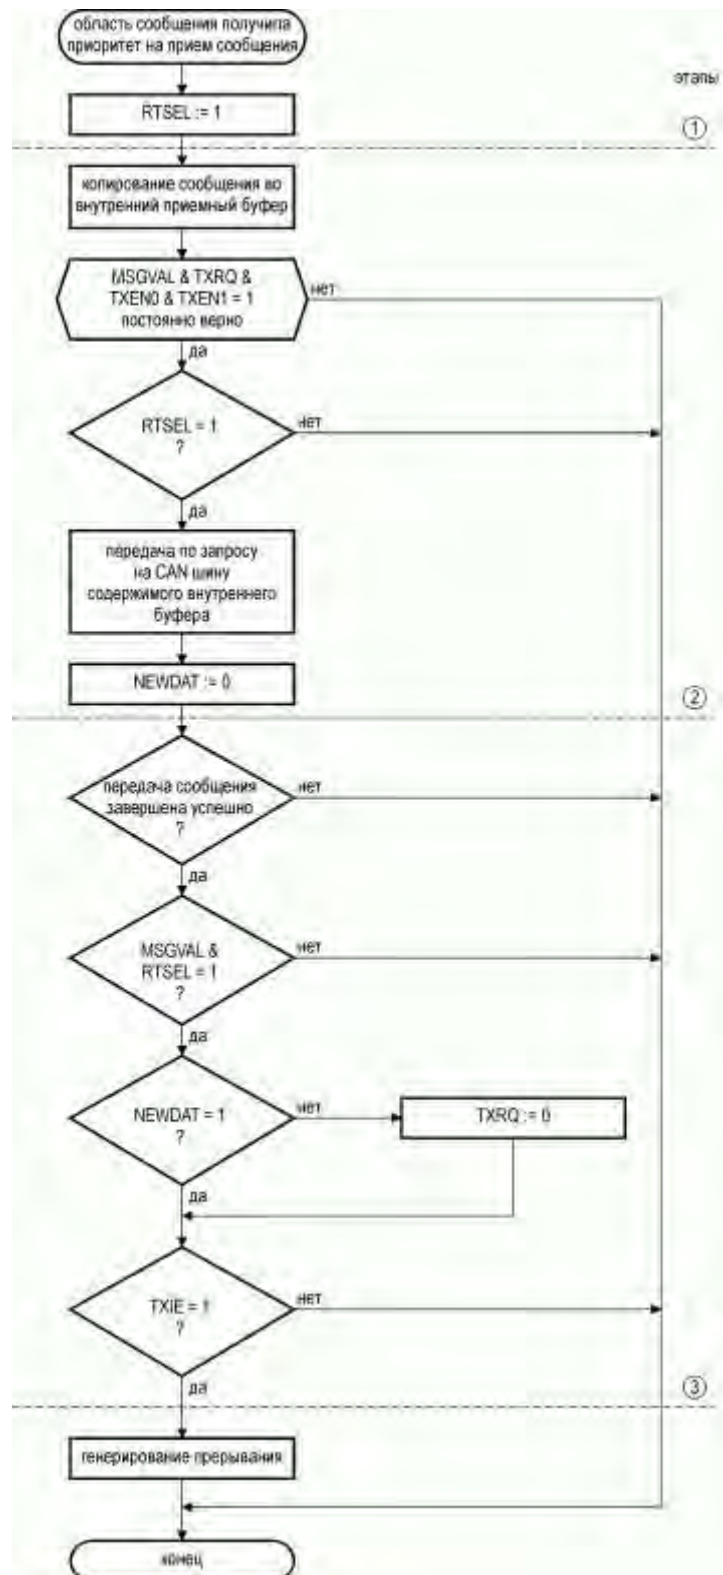 область сообщения получила
приоритет на прием сообщения
этапы
RTSEL := 1
1
копирование сообщения во
внутренний приемный буфер
MSGVAL & TXRQ &
TXEN0 & TXEN1 = 1
постоянно верно
нет
да
RTSEL = 1
?
нет
да
передача по запросу
на CAN шину
содержимого внутреннего
буфера
NEWDAT := 0
2
передача сообщения
завершена успешно
?
нет
да
MSGVAL &
RTSEL = 1
?
нет
да
NEWDAT = 1
?
нет
TXRQ := 0
да
TXIE = 1
?
нет
да
3
генерирование прерывания
конец